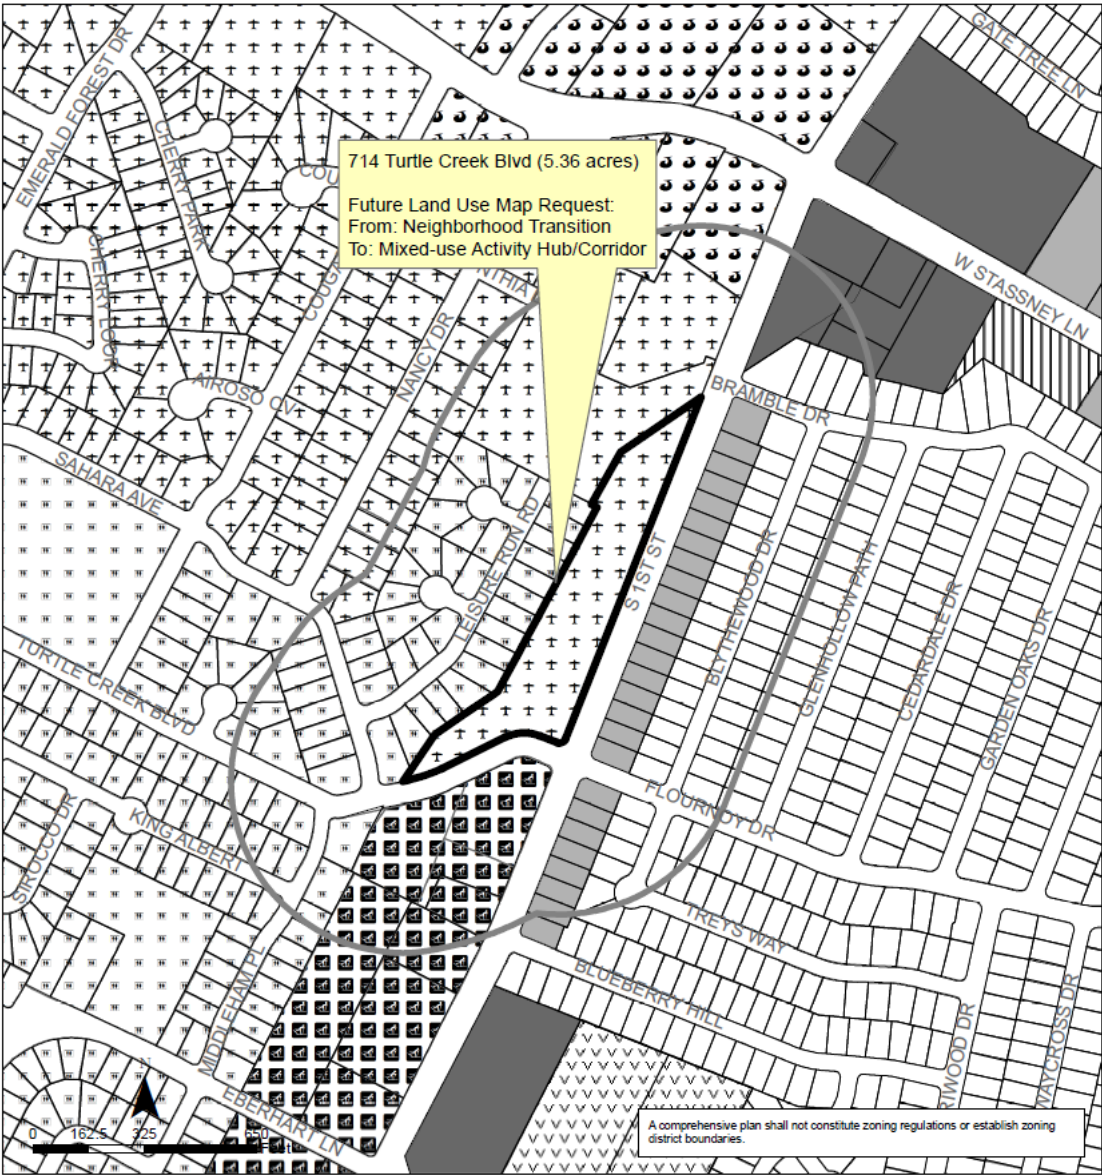 GATE TREE LN
EMERALD FOREST DR
CHERRY PARK
714 Turtle Creek Blvd (5.36 acres)
Future Land Use Map Request:
From: Neighborhood Transition
To: Mixed-use Activity Hub/Corridor
CHERRY LOOP
W STASSNEY LN
NANCY DR
AIROSO CV
BRAMBLE DR
SAHARA AVE
LEISURE RUN RD
S 1ST ST
BLYTHEWOOD DR
GLENHOLLOW PATH
CEDARDALE DR
GARDEN OAKS DR
TURTLE CREEK BLVD
SIROCCO DR
KING ALBERT
FLOURNOY DR
TREYS WAY
MIDDLEHAM PL
BLUEBERRY HILL
WAYCROSS DR
EBERHART LN
N
0 162.5 325 650
Feet
A comprehensive plan shall not constitute zoning regulations or establish zoning
district boundaries.